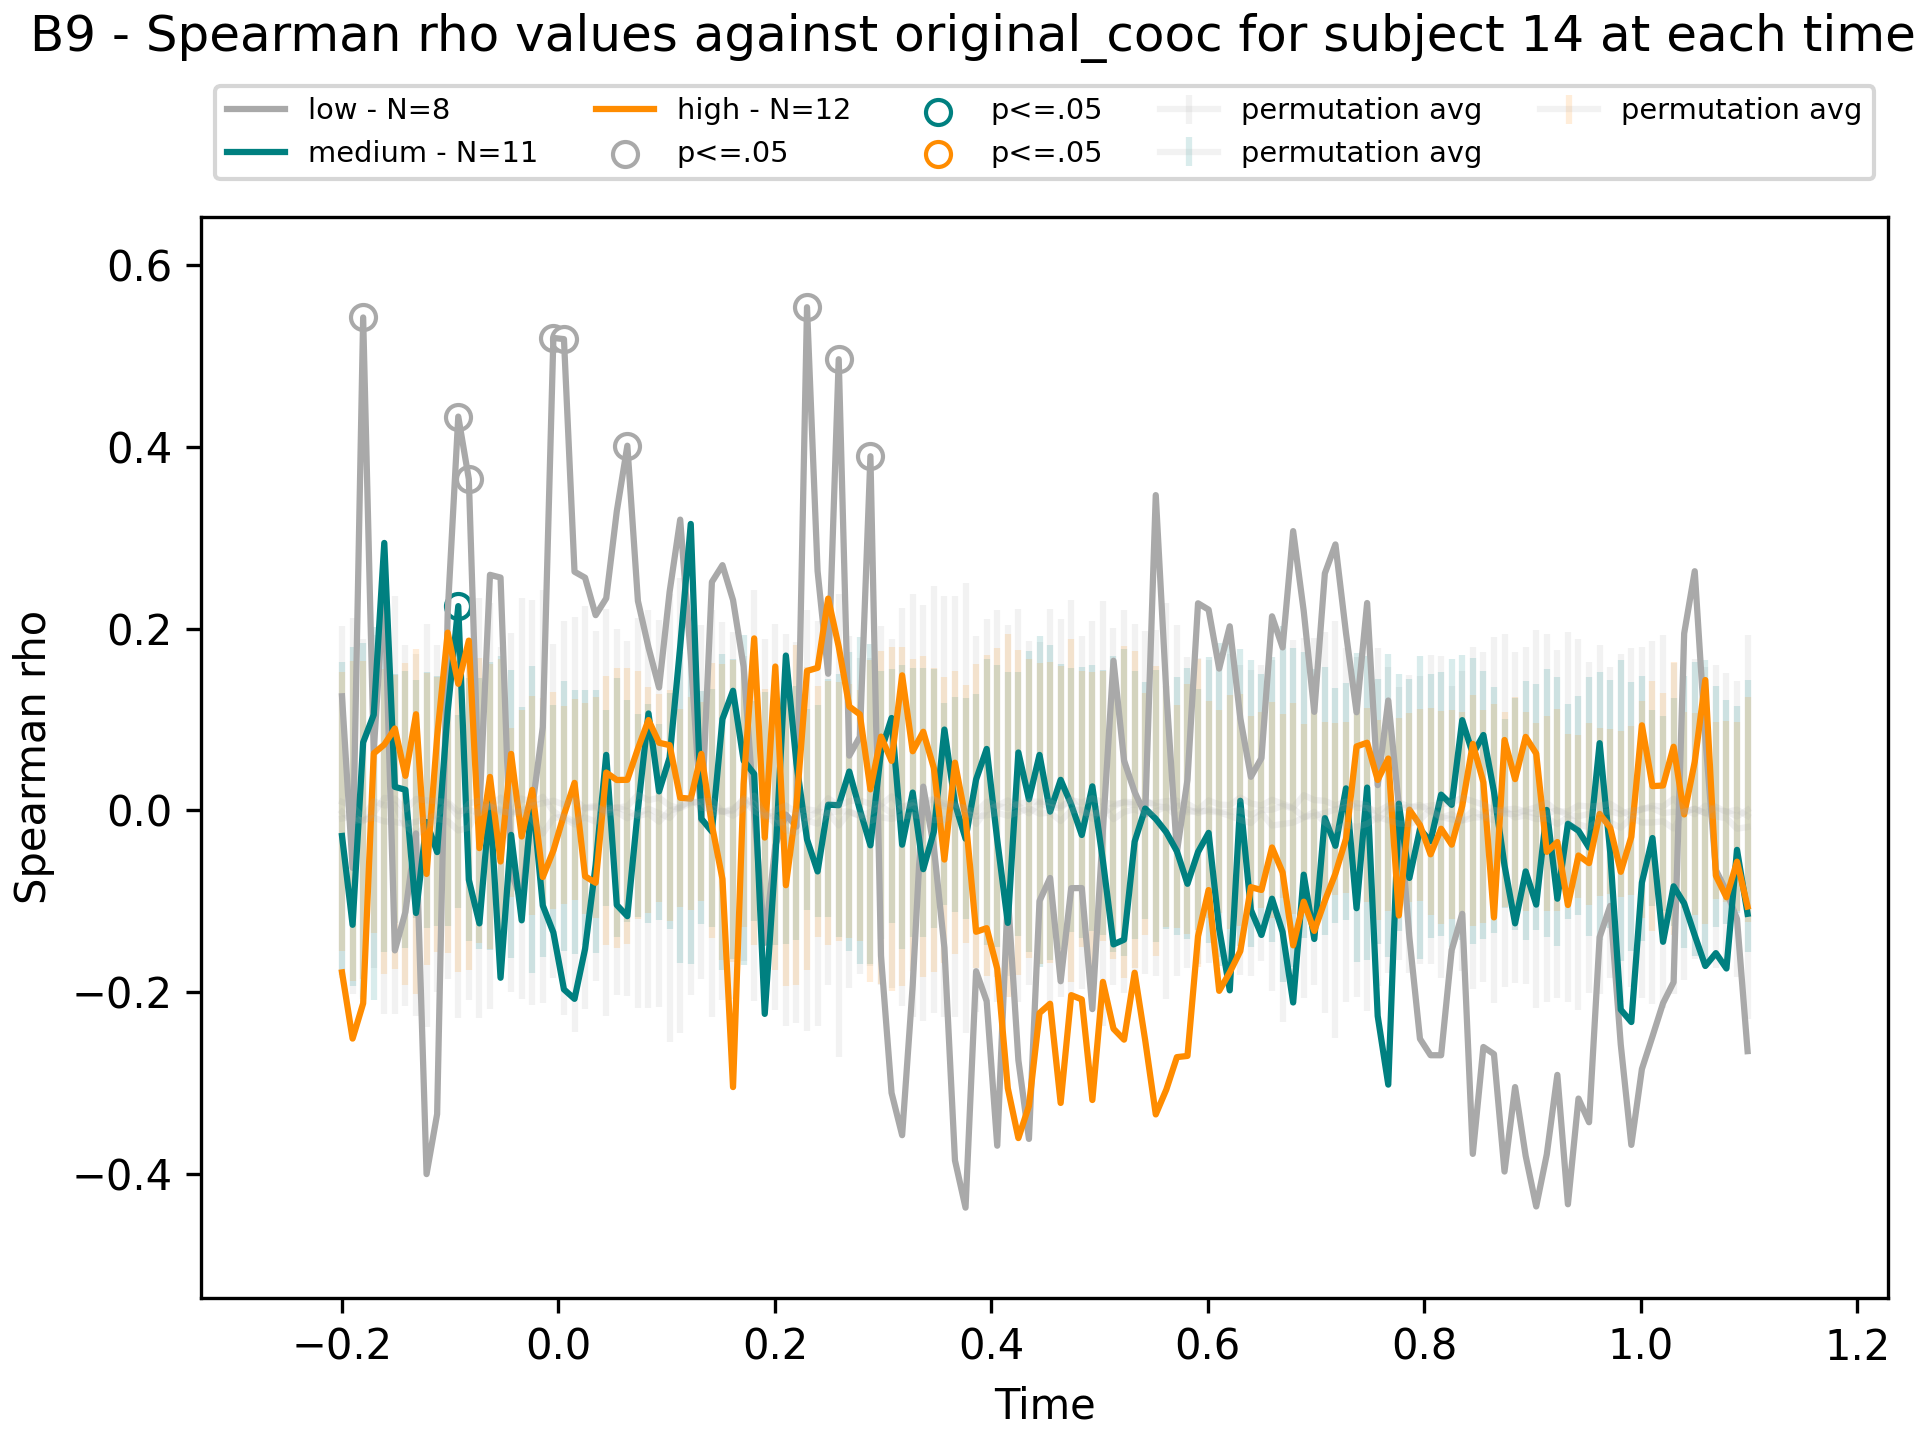 B9 - Spearman rho values against original_cooc for subject 14 at each time
low - N=8 high - N=12 p<=.05 permutation avg permutation avg
medium - N=11 p<=.05 p<=.05 permutation avg
0.6
0.4
0.2
0.0
−0.2
−0.4
Spearman rho
−0.2 0.0 0.2 0.4 0.6 0.8 1.0 1.2
Time